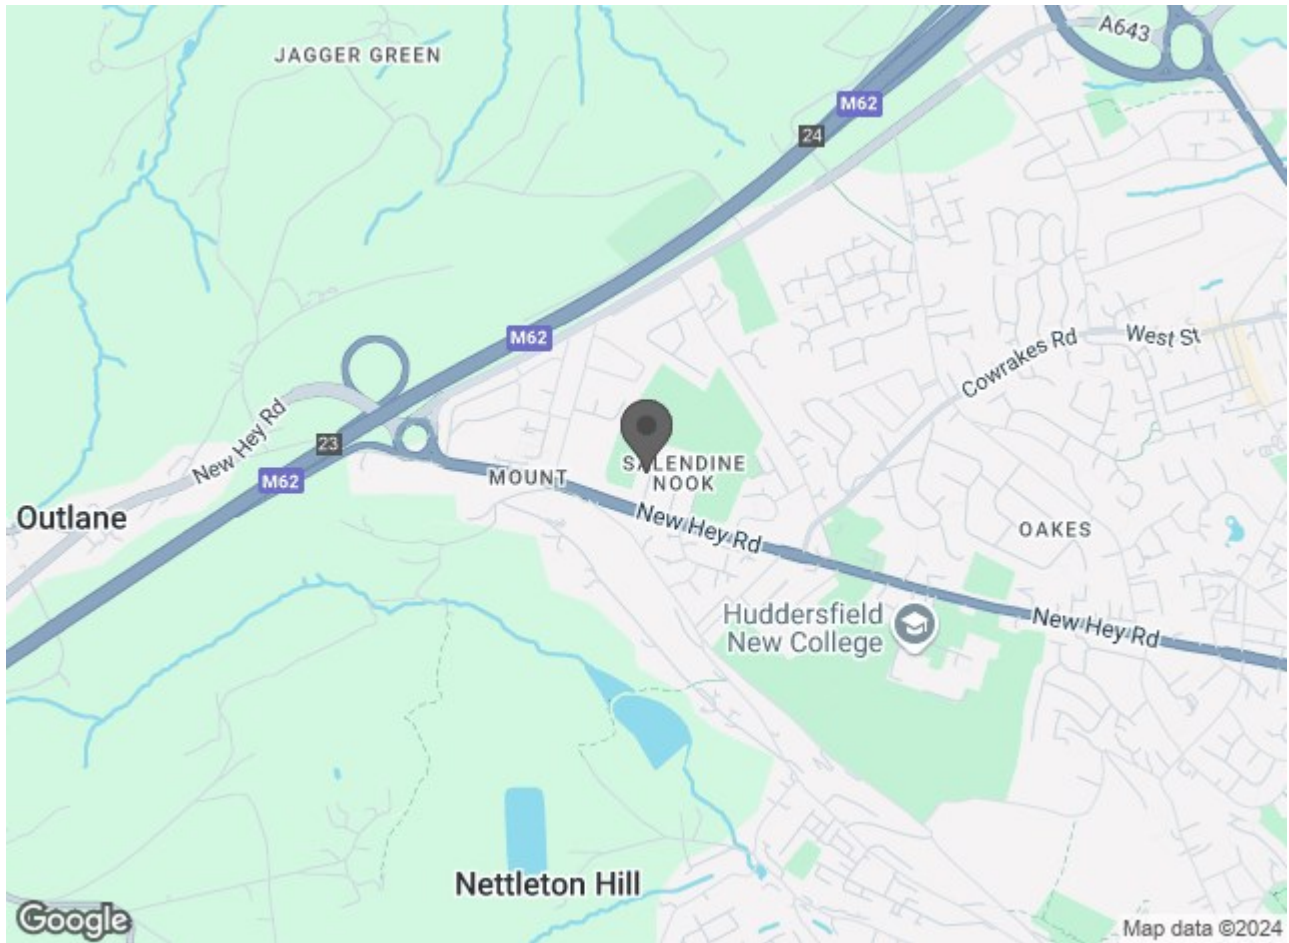 JAGGER GREEN
A643
M62
24
M62
West St
Cowrakes Rd
New Hey Rd
23
M62
MOUNT
SALENDINE
NOOK
Outlane
New Hey Rd
OAKES
Huddersfield
New College
New Hey Rd
Nettleton Hill
Google
Map data ©2024